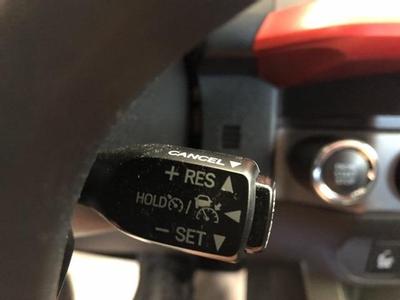 CANCEL
+ RES
HOLD /
− SET